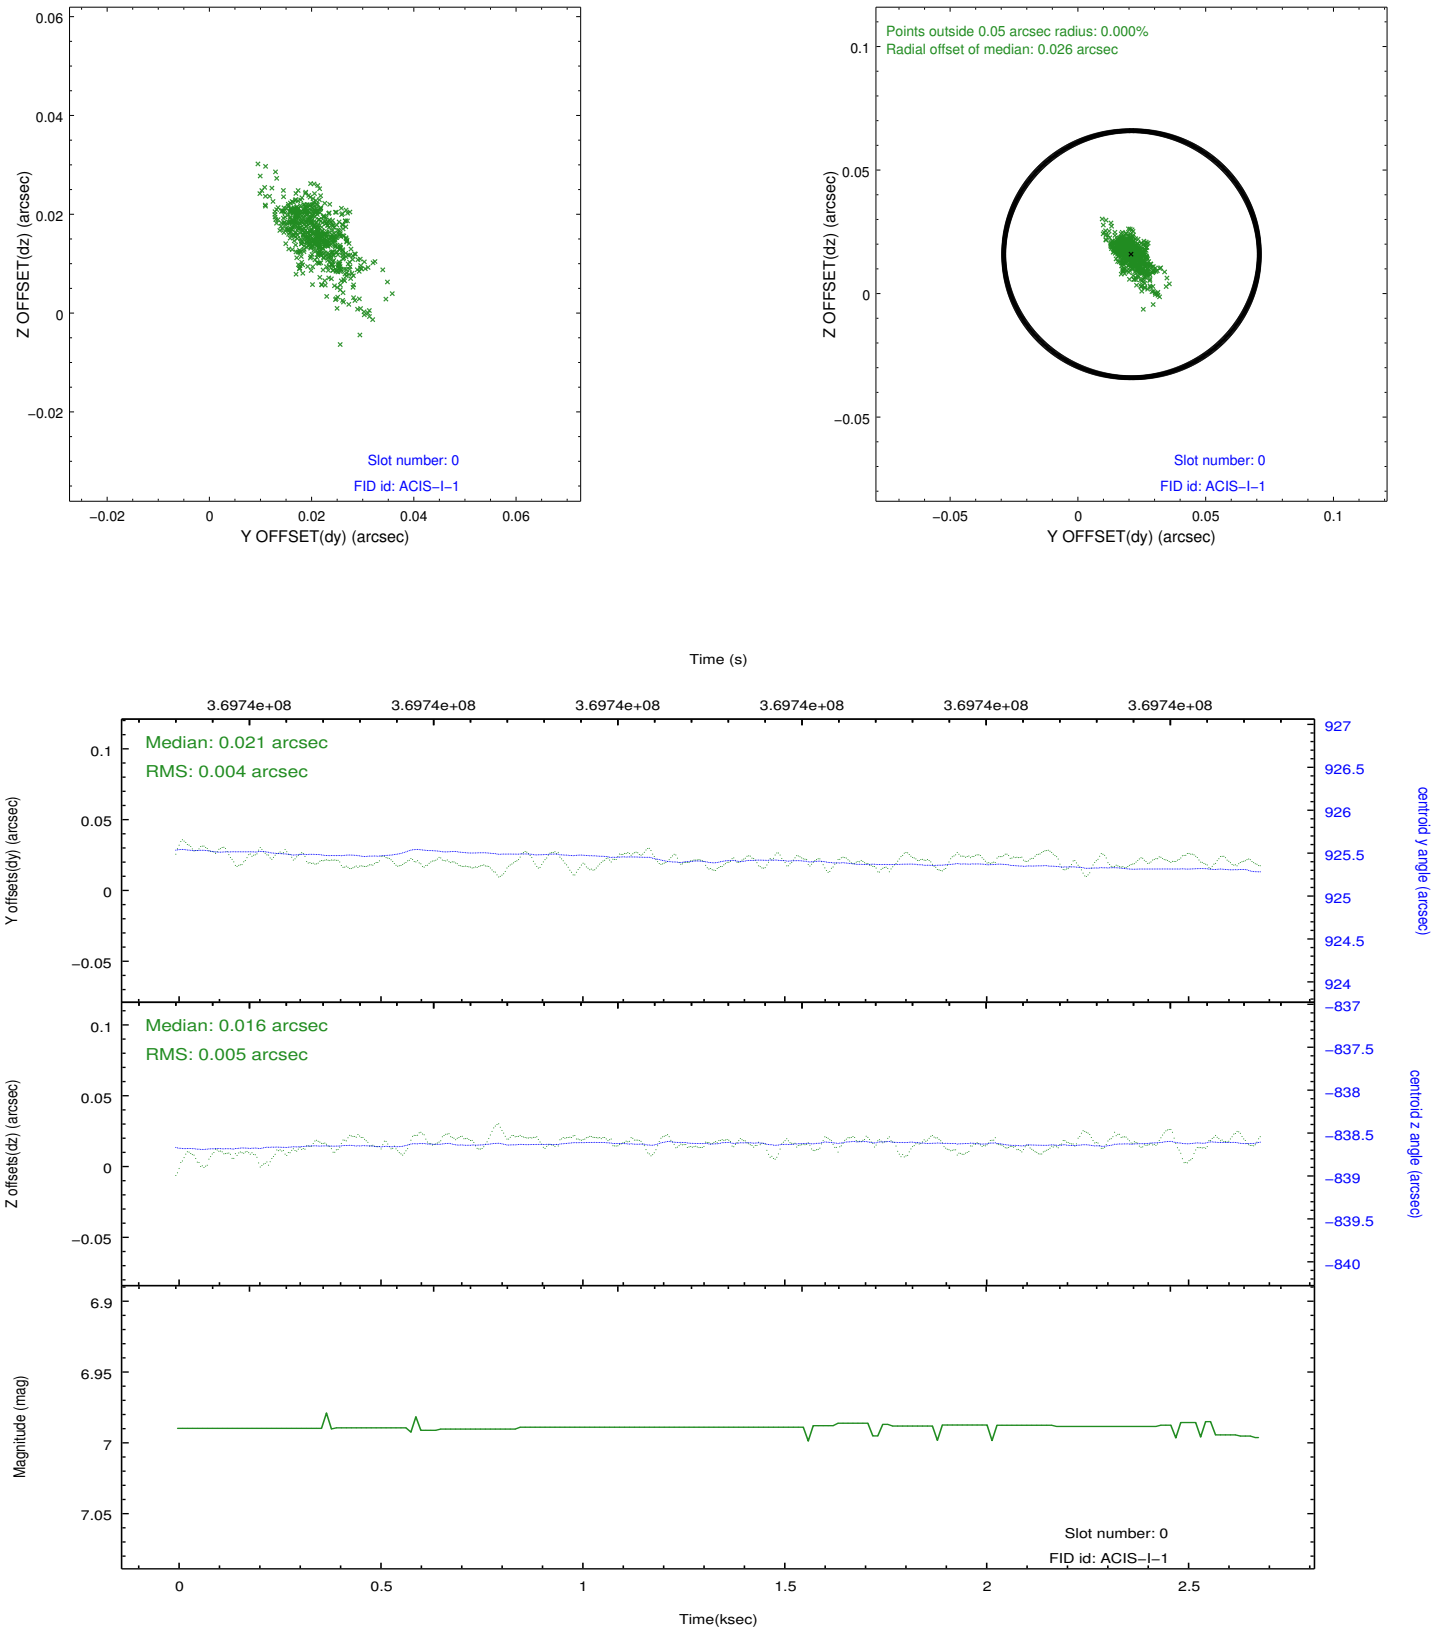 0.06
0.04
0.02
0
−0.02
Z OFFSET(dz) (arcsec)
Slot number: 0
FID id: ACIS−I−1
−0.02 0 0.02 0.04 0.06
Y OFFSET(dy) (arcsec)
Points outside 0.05 arcsec radius: 0.000%
Radial offset of median: 0.026 arcsec
0.1
0.05
0
−0.05
Z OFFSET(dz) (arcsec)
Slot number: 0
FID id: ACIS−I−1
−0.05 0 0.05 0.1
Y OFFSET(dy) (arcsec)
Time (s)
3.6974e+08 3.6974e+08 3.6974e+08 3.6974e+08 3.6974e+08 3.6974e+08
Median: 0.021 arcsec
RMS: 0.004 arcsec
0.1
0.05
0
−0.05
Y offsets(dy) (arcsec)
927
926.5
926
925.5
925
924.5
924
centroid y angle (arcsec)
Median: 0.016 arcsec
RMS: 0.005 arcsec
0.1
0.05
0
−0.05
Z offsets(dz) (arcsec)
−837
−837.5
−838
−838.5
−839
−839.5
−840
centroid z angle (arcsec)
6.9
6.95
7
7.05
Magnitude (mag)
Slot number: 0
FID id: ACIS−I−1
0 0.5 1 1.5 2 2.5
Time(ksec)